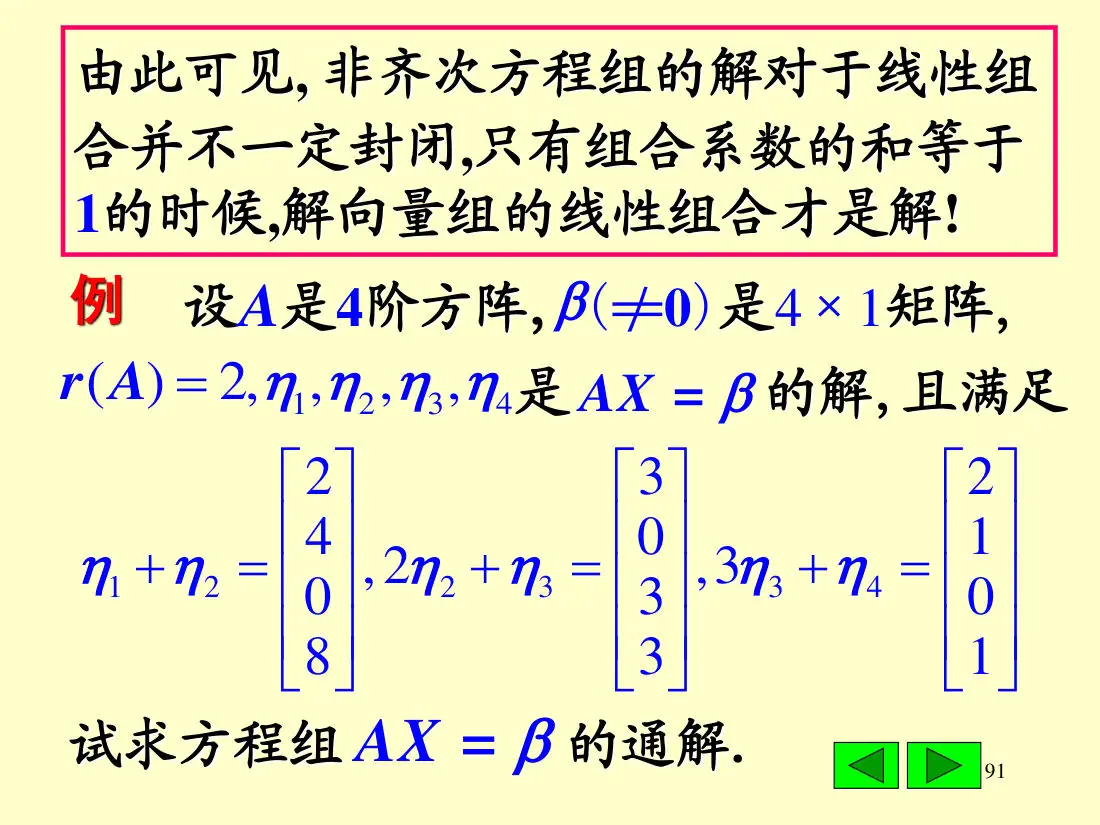 由此可见, 非齐次方程组的解对于线性组
合并不一定封闭,只有组合系数的和等于
1的时候,解向量组的线性组合才是解!
例 设A是4阶方阵, β(≠0)是4 × 1矩阵,
r(A) = 2, η₁, η₂, η₃, η₄是 AX = β 的解, 且满足
η₁ + η₂ = [2 4 0 8], 2η₂ + η₃ = [3 0 3 3], 3η₃ + η₄ = [2 1 0 1]
试求方程组 AX = β 的通解.
91